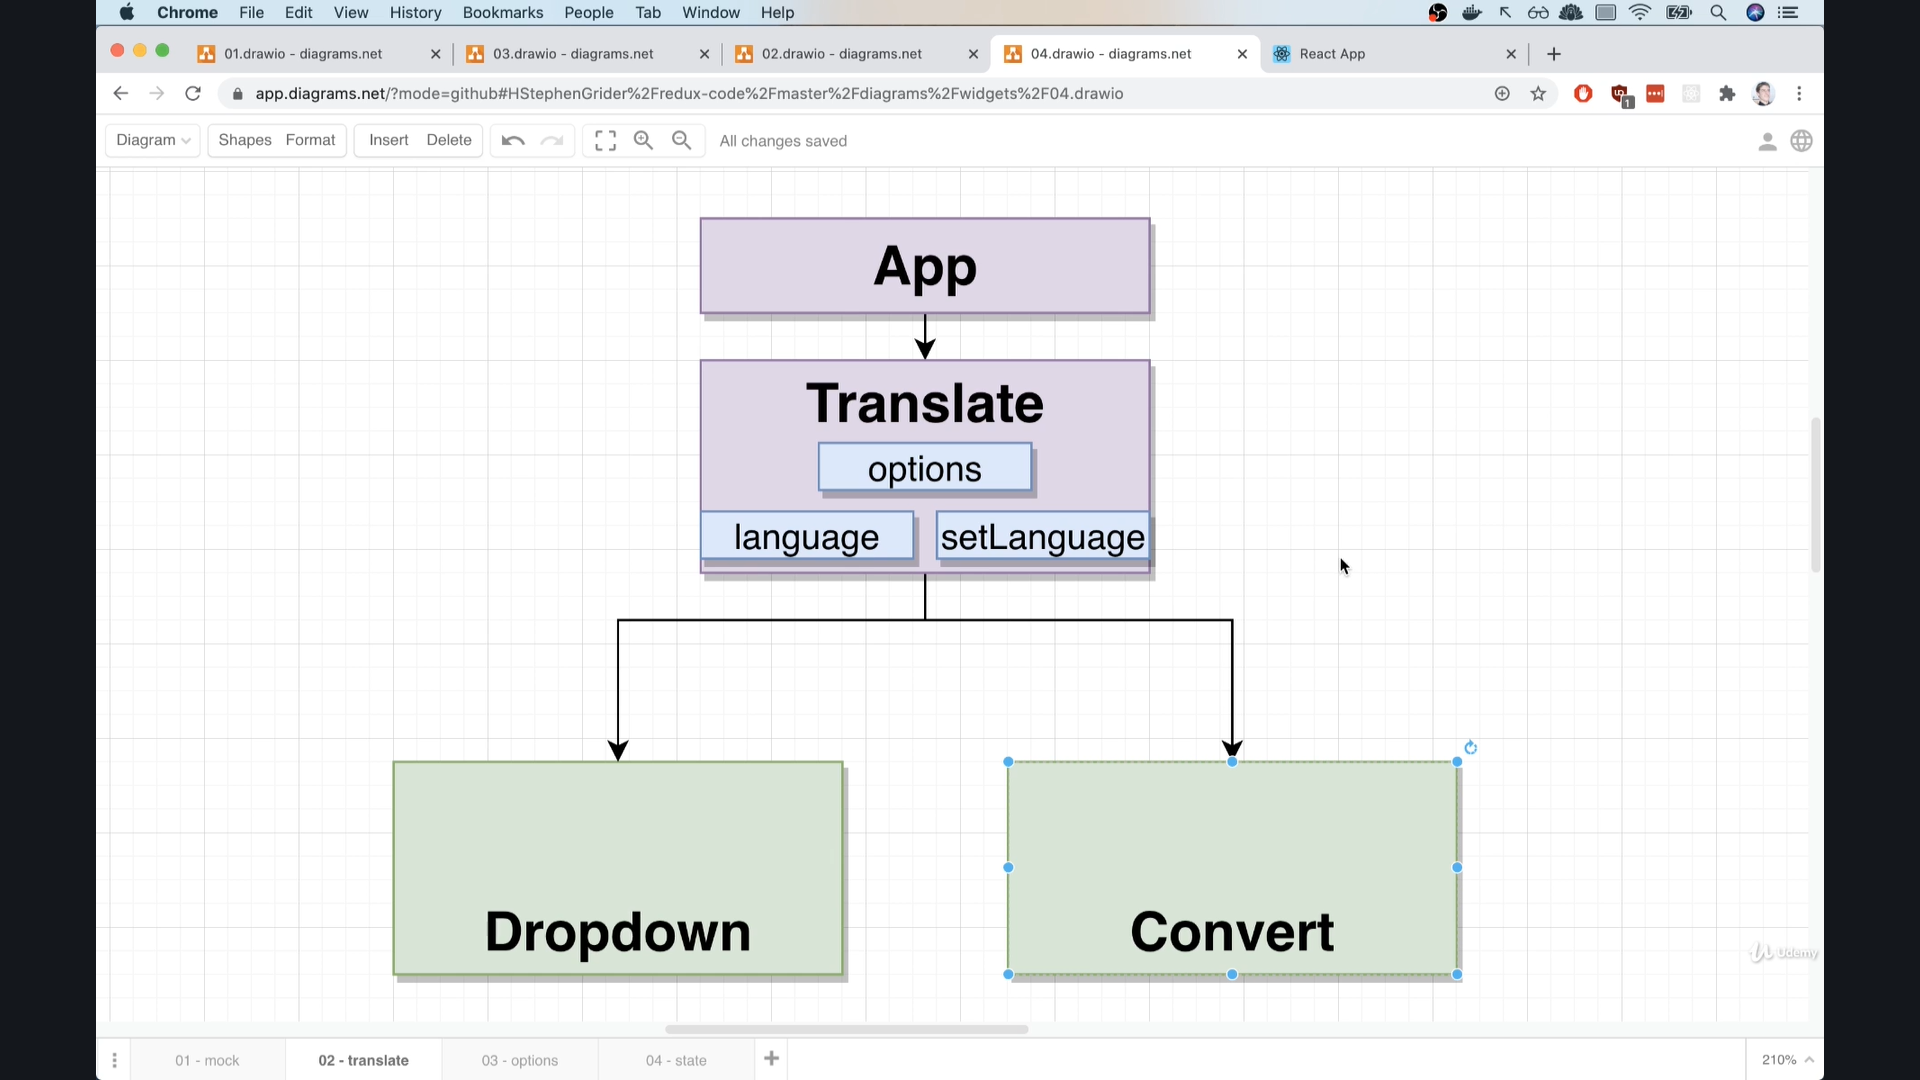 Chrome File Edit View History Bookmarks People Tab Window Help
01.drawio - diagrams.net 03.drawio - diagrams.net 02.drawio - diagrams.net 04.drawio - diagrams.net React App
app.diagrams.net/?mode=github#HStephenGrider%2Fredux-code%2Fmaster%2Fdiagrams%2Fwidgets%2F04.drawio
1
Diagram Shapes Format Insert Delete All changes saved
App
Translate
options
language setLanguage
Dropdown Convert
Udemy
01 - mock 02 - translate 03 - options 04 - state 210%